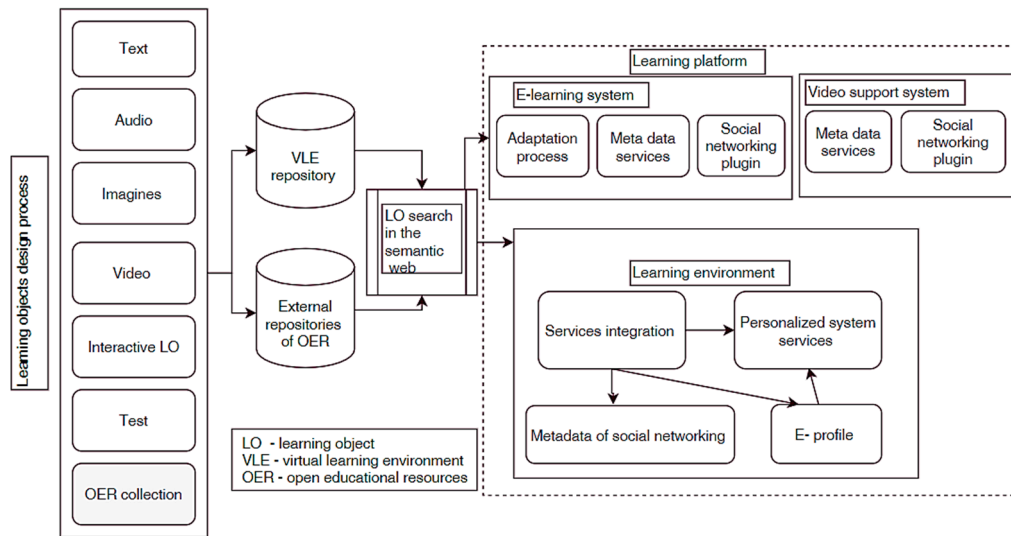 Learning objects design process
Text
Audio
Imagines
Video
Interactive LO
Test
OER collection
VLE
repository
External
repositories
of OER
LO search
in the
semantic
web
LO - learning object
VLE - virtual learning environment
OER - open educational resources
Learning platform
E-learning system
Adaptation
process
Meta data
services
Social
networking
plugin
Video support system
Meta data
services
Social
networking
plugin
Learning environment
Services integration
Personalized system
services
Metadata of social networking
E- profile